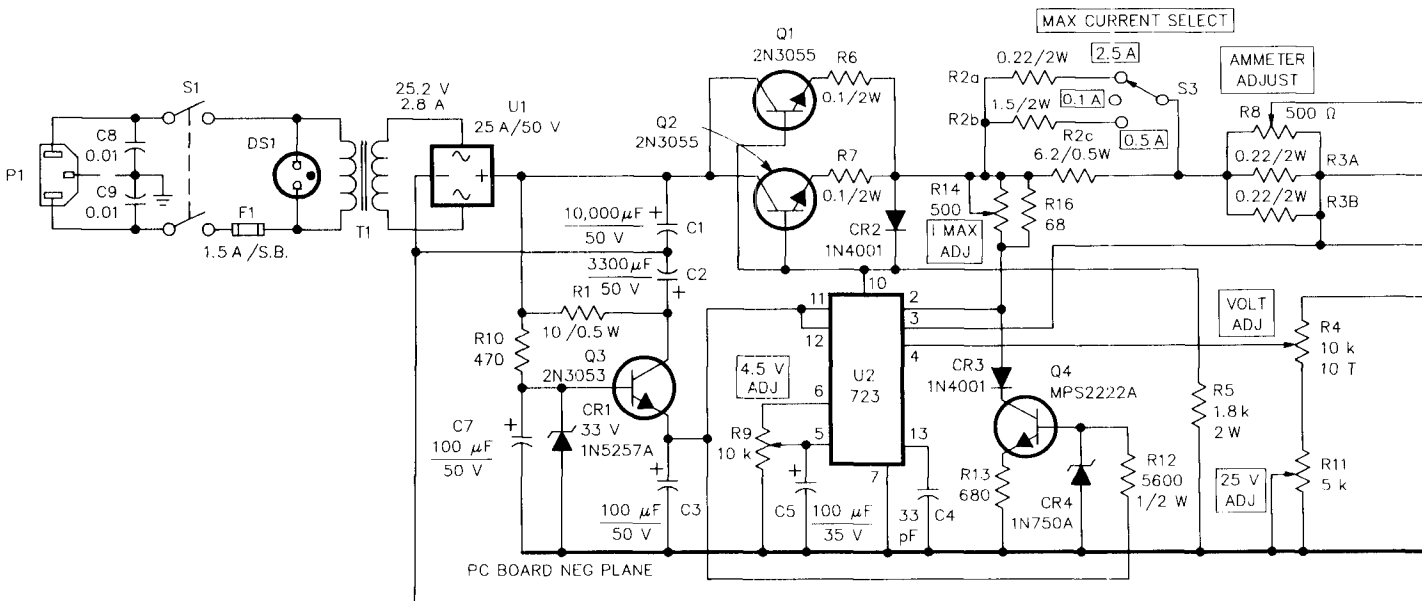 MAX CURRENT SELECT
Q1
2N3055
R6
0.1/2W
0.22/2W
2.5 A
R2a
S3
AMMETER
ADJUST
S1
25.2 V
2.8 A
U1
25 A/50 V
Q2
2N3055
1.5/2W
0.1 A
R2b
R8
500 Ω
C8
0.01
DS1
R2c
6.2/0.5W
0.5 A
P1
R7
0.1/2W
0.22/2W
R3A
C9
0.01
F1
1.5 A /S.B.
T1
10,000 μF
50 V
C1
CR2
1N4001
R14
500
I MAX
ADJ
R16
68
0.22/2W
R3B
3300 μF
50 V
C2
R1
10 /0.5 W
10
11
12
2
3
4
VOLT
ADJ
R4
10 k
10 T
R10
470
Q3
2N3053
4.5 V
ADJ
U2
723
CR3
1N4001
Q4
MPS2222A
R5
1.8 k
2 W
CR1
33 V
1N5257A
6
5
13
7
C7
100 μF
50 V
R9
10 k
R13
680
CR4
1N750A
R12
5600
1/2 W
25 V
ADJ
R11
5 k
100 μF
50 V
C3
C5
100 μF
35 V
33
pF
C4
PC BOARD NEG PLANE
+
+
+
+
+
+
-